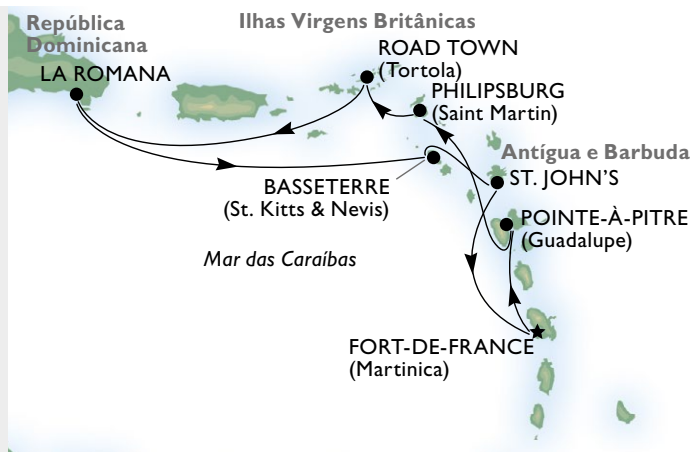 República
Dominicana
LA ROMANA
Ilhas Virgens Britânicas
ROAD TOWN
(Tortola)
PHILIPSBURG
(Saint Martin)
Antígua e Barbuda
ST. JOHN'S
BASSETERRE
(St. Kitts & Nevis)
POINTE-À-PITRE
(Guadalupe)
Mar das Caraíbas
FORT-DE-FRANCE
(Martinica)